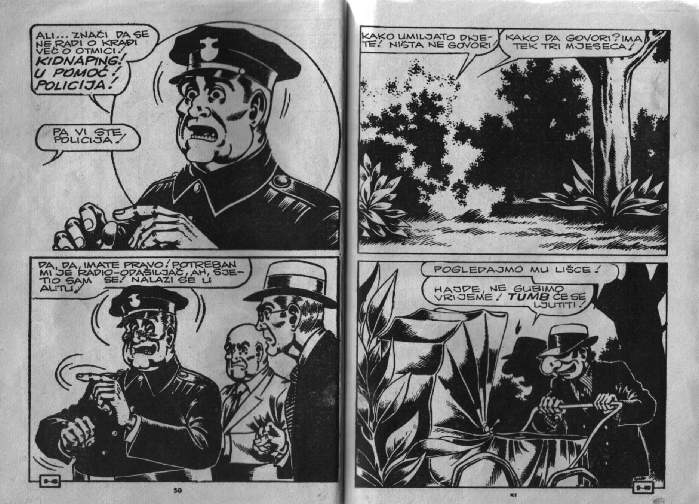 ALI... ZNAČI DA SE
NE RADI O KRAĐI
VEĆ O OTMICI!
KIDNAPING!
U POMOĆ!
POLICIJA!
PA VI STE
POLICIJA!
DA, DA, IMATE PRAVO! POTREBAN
MI JE RADIO-ODAŠILJAČ, AH, SJE-
TIO SAM SE! NALAZI SE U
AUTU!
50
KAKO UMILJATO DIJE-
TE! NIŠTA NE GOVORI!
KAKO DA GOVORI? IMA
TEK TRI MJESECA!
POGLEDAJMO MU LIŠCE!
HAJDE, NE GUBIMO
VRIJEME! TUMB ĆE SE
LJUTITI!